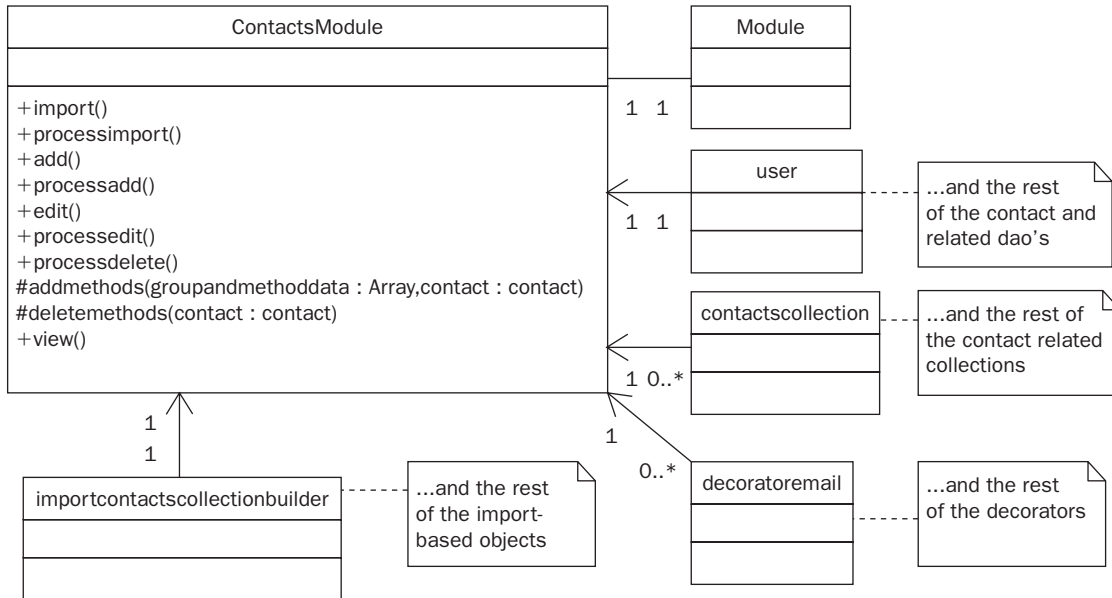 ContactsModule
+import()
+processimport()
+add()
+processadd()
+edit()
+processedit()
+processdelete()
#addmethods(groupandmethoddata : Array,contact : contact)
#deletemethods(contact : contact)
+view()
Module
1 1
user
1 1
...and the rest
of the contact and
related dao's
contactscollection
1 0..*
...and the rest of
the contact related
collections
1
0..*
decoratoremail
...and the rest
of the decorators
1
1
importcontactscollectionbuilder
...and the rest
of the import-
based objects